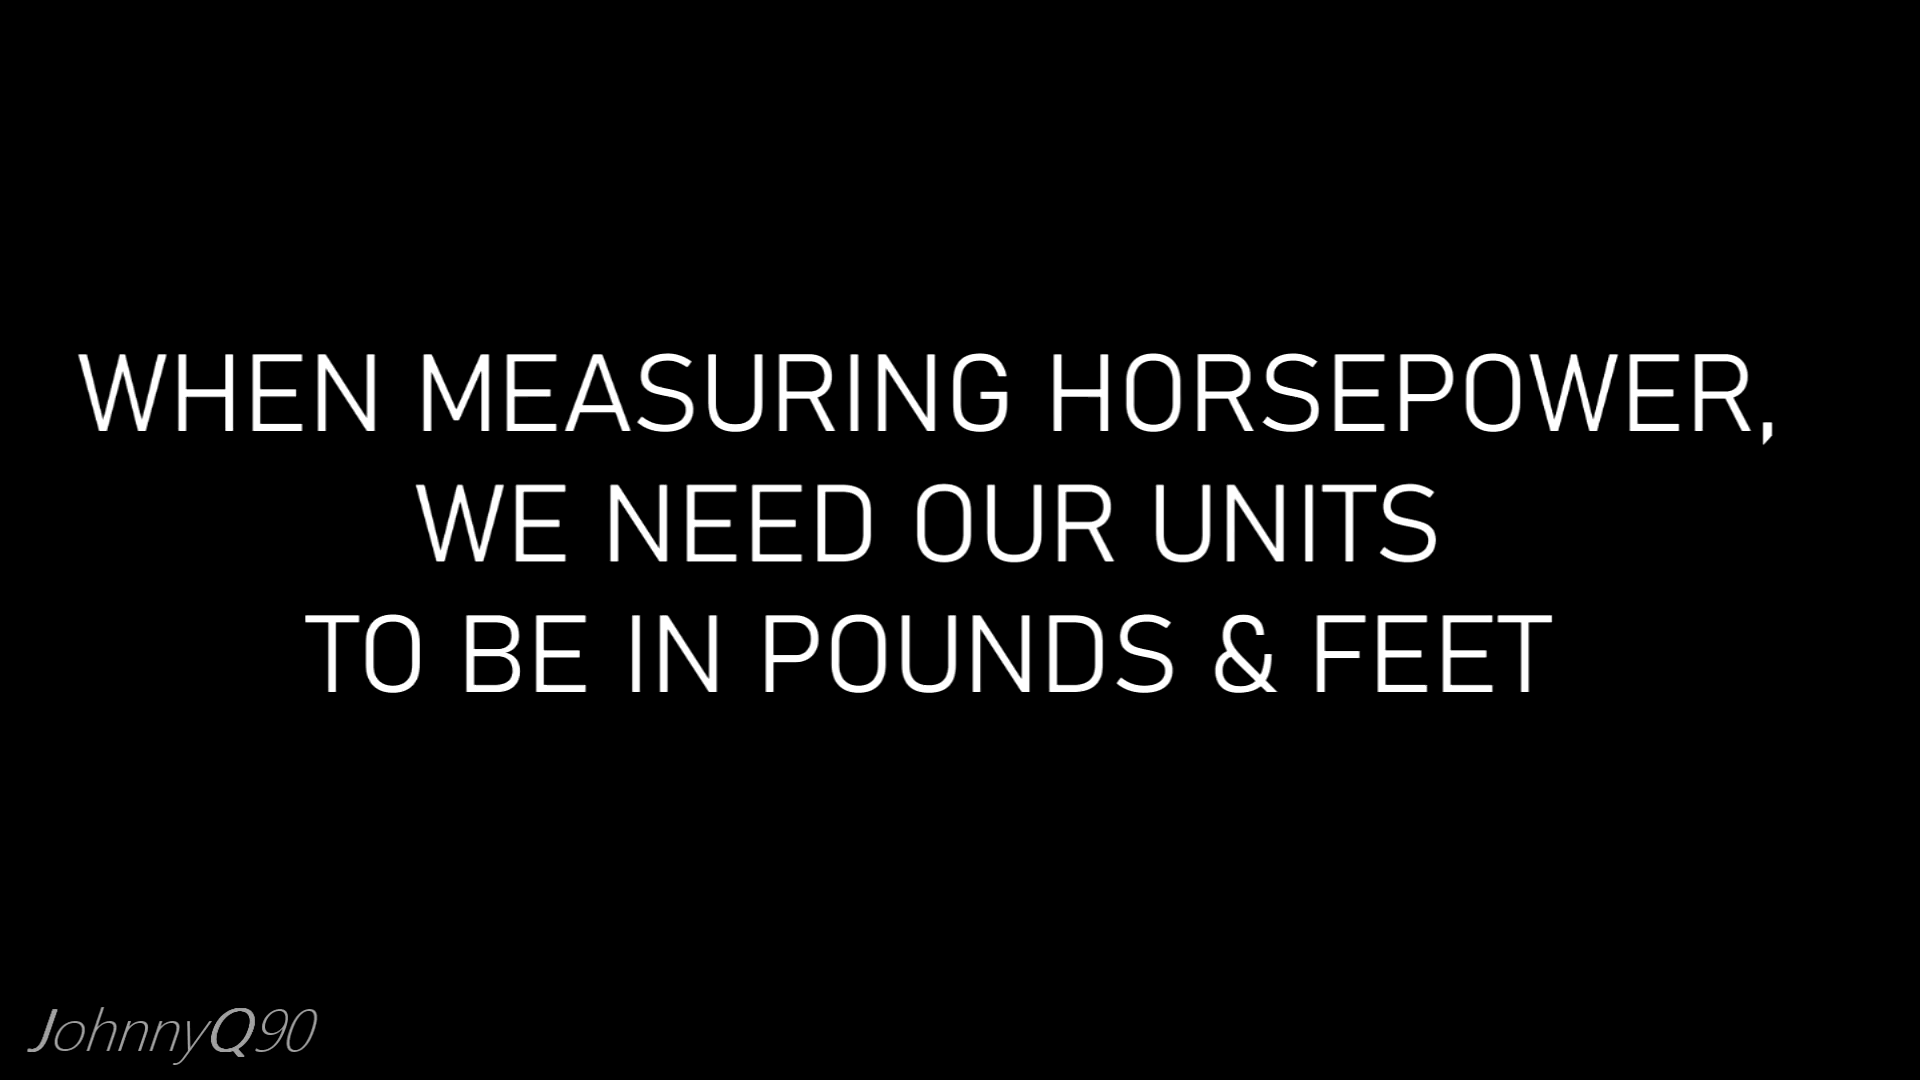 WHEN MEASURING HORSEPOWER,
WE NEED OUR UNITS
TO BE IN POUNDS & FEET
JohnnyQ90